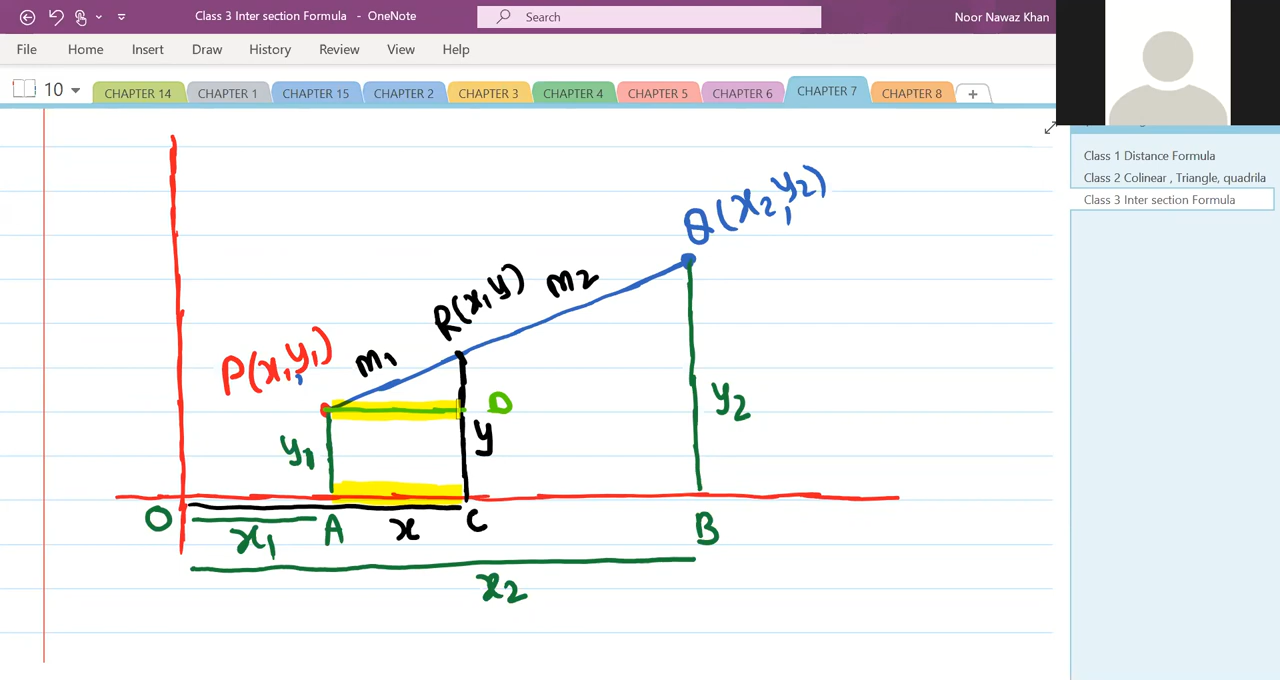 Class 3 Inter section Formula - OneNote
Search
Noor Nawaz Khan
File Home Insert Draw History Review View Help
10
CHAPTER 14 CHAPTER 1 CHAPTER 15 CHAPTER 2 CHAPTER 3 CHAPTER 4 CHAPTER 5 CHAPTER 6 CHAPTER 7 CHAPTER 8 +
Class 1 Distance Formula
Class 2 Colinear , Triangle, quadrila
Class 3 Inter section Formula
Q(x2,y2)
R(x,y)
m2
P(x1,y1)
m1
D
y2
y
y1
O
A
x
C
B
x1
x2